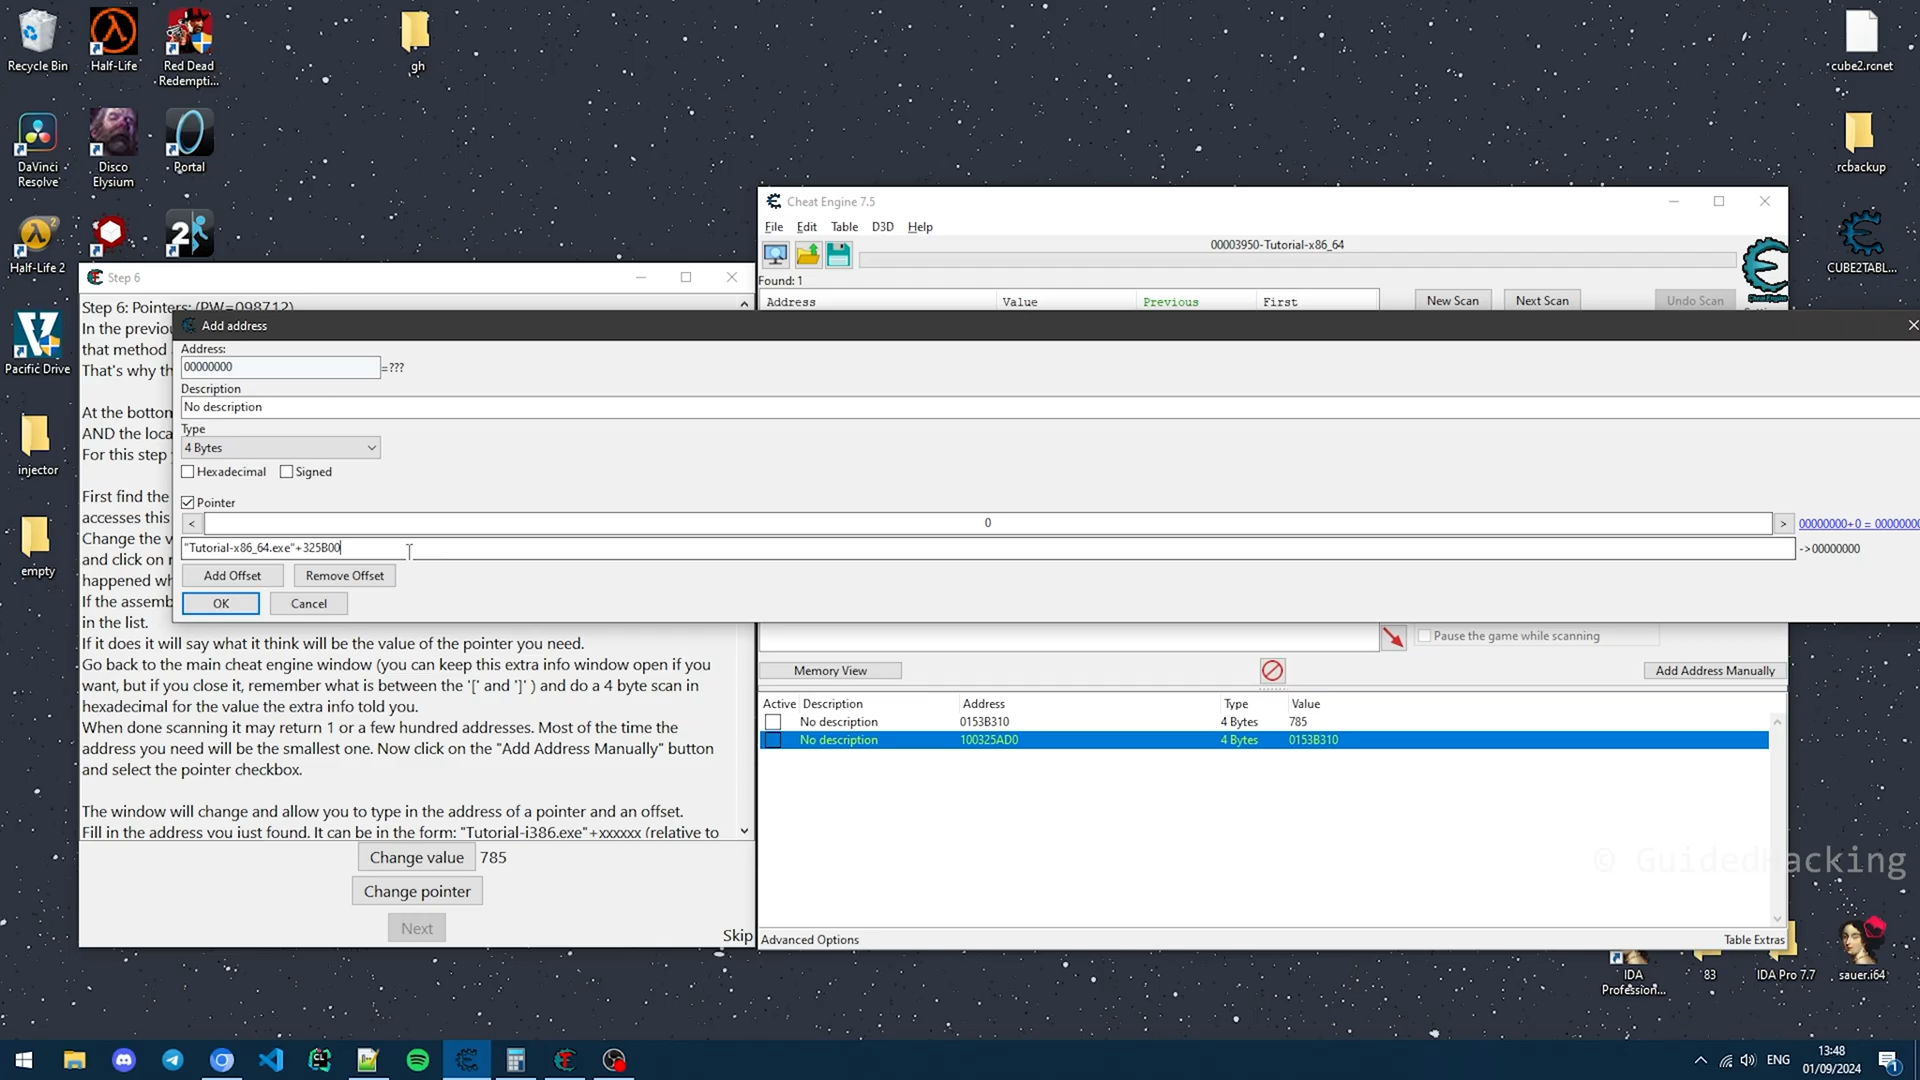 Recycle Bin
Half-Life
Red Dead
Redempti...
gh
cube2.rcnet
DaVinci
Resolve
Disco
Elysium
Portal
rcbackup
Half-Life 2
2
CUBE2TABL...
Pacific Drive
injector
empty
Cheat Engine 7.5
File Edit Table D3D Help
00003950-Tutorial-x86_64
Found: 1
Address Value Previous First
New Scan Next Scan Undo Scan
Step 6
Step 6: Pointers: (PW=098712)
In the previou
that method
That's why th
At the bottom
AND the loca
For this step
First find the
accesses this
Change the v
and click on
happened wh
If the assemb
in the list.
If it does it will say what it think will be the value of the pointer you need.
Go back to the main cheat engine window (you can keep this extra info window open if you
want, but if you close it, remember what is between the '[' and ']' ) and do a 4 byte scan in
hexadecimal for the value the extra info told you.
When done scanning it may return 1 or a few hundred addresses. Most of the time the
address you need will be the smallest one. Now click on the "Add Address Manually" button
and select the pointer checkbox.
The window will change and allow you to type in the address of a pointer and an offset.
Fill in the address you just found. It can be in the form: "Tutorial-i386.exe"+xxxxxx (relative to
Change value 785
Change pointer
Next
Skip
Add address
Address:
00000000 =???
Description
No description
Type
4 Bytes
Hexadecimal Signed
Pointer
< 0 > 00000000+0 = 00000000
"Tutorial-x86_64.exe"+325B00 ->00000000
Add Offset Remove Offset
OK Cancel
Pause the game while scanning
Memory View Add Address Manually
Active Description Address Type Value
No description 0153B310 4 Bytes 785
No description 100325AD0 4 Bytes 0153B310
© GuidedHacking
Advanced Options Table Extras
IDA
Profession...
83
IDA Pro 7.7
sauer.i64
ENG
13:48
01/09/2024
1